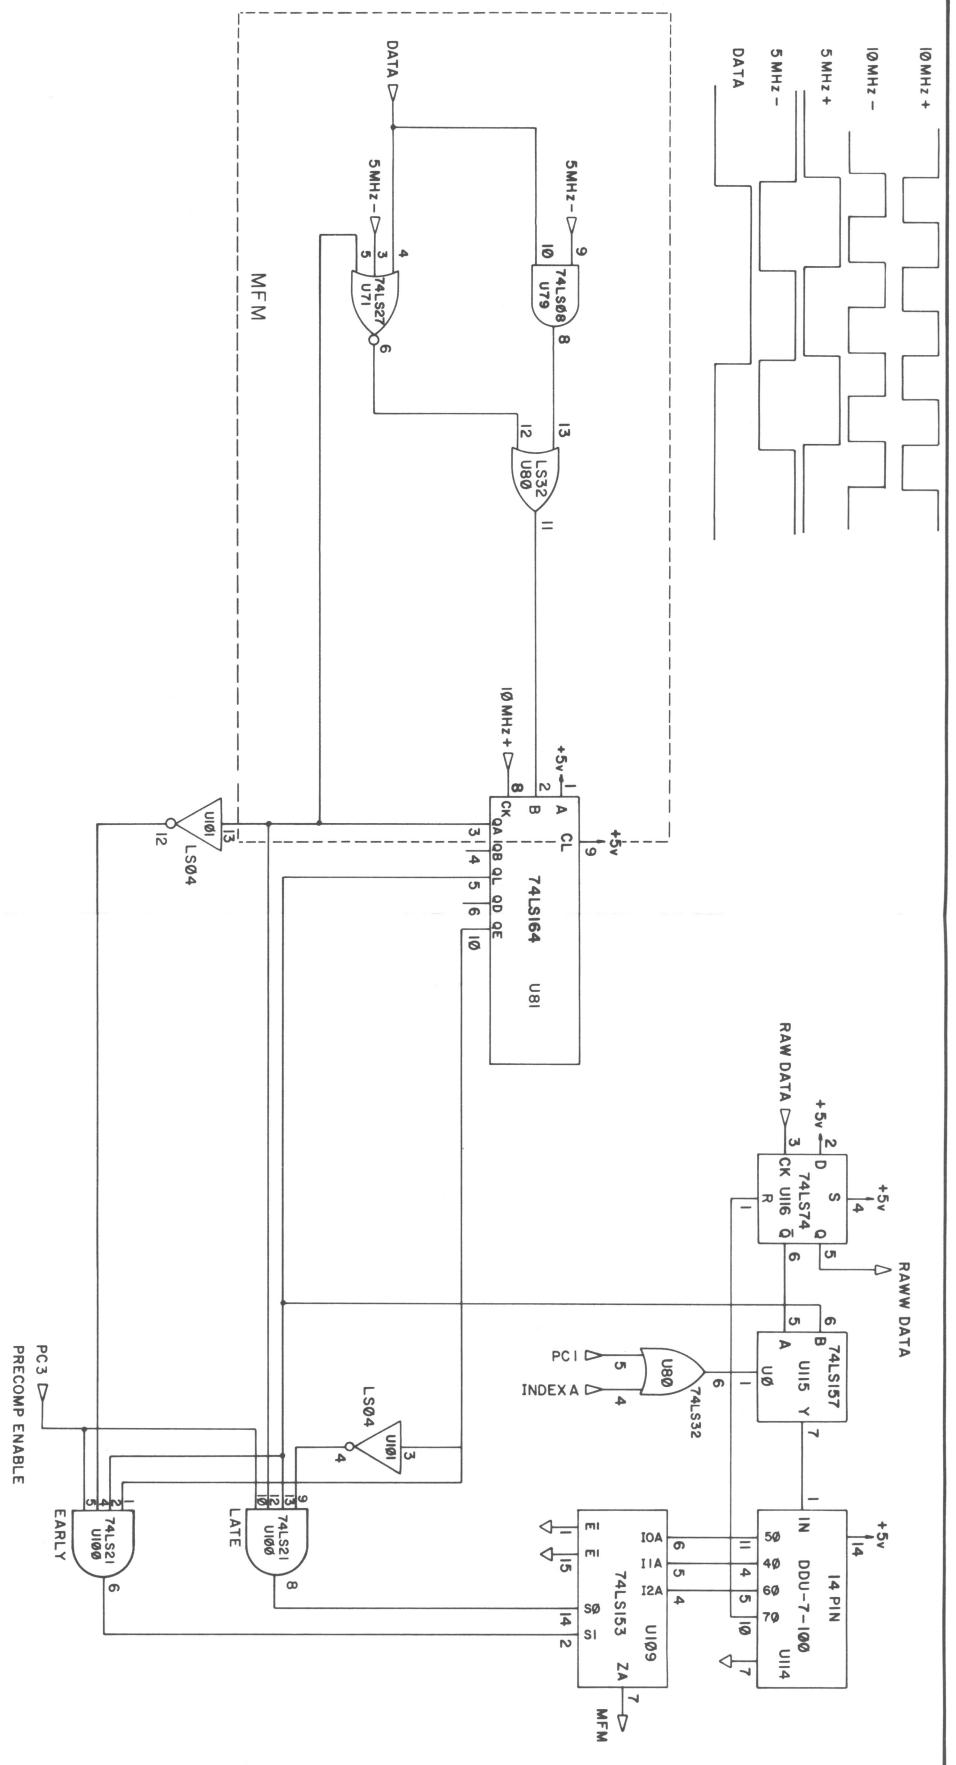 10MHz+
10MHz-
5MHz+
5MHz-
DATA
DATA
5MHz-
9
10
74LS08
U79
8
5MHz-
4
3
5
74LS27
U71
6
MFM
13
12
LS32
U80
11
10MHz+
8
+5v
1
2
CK
B
A
CL
9
+5v
QA
QB
QL
QD
QE
3
4
5
6
10
74LS164
U81
13
U101
12
LS04
RAW DATA
3
+5v
2
D
CK
S
4
+5v
74LS74
U116
R
1
Q
Q̅
5
6
RAWW DATA
6
5
B
A
74LS157
U115
Y
7
U0
1
PC1
5
INDEXA
4
U80
6
74LS32
1
IN
14
+5v
14 PIN
DDU-7-100
U114
50
40
60
70
11
4
5
10
7
6
5
4
I0A
I1A
I2A
E1
E1
1
15
74LS153
U109
S0
S1
14
2
ZA
7
MFM
LS04
U101
3
4
PC3
PRECOMP ENABLE
9
13
12
10
74LS21
U100
8
LATE
1
2
4
5
74LS21
U100
6
EARLY